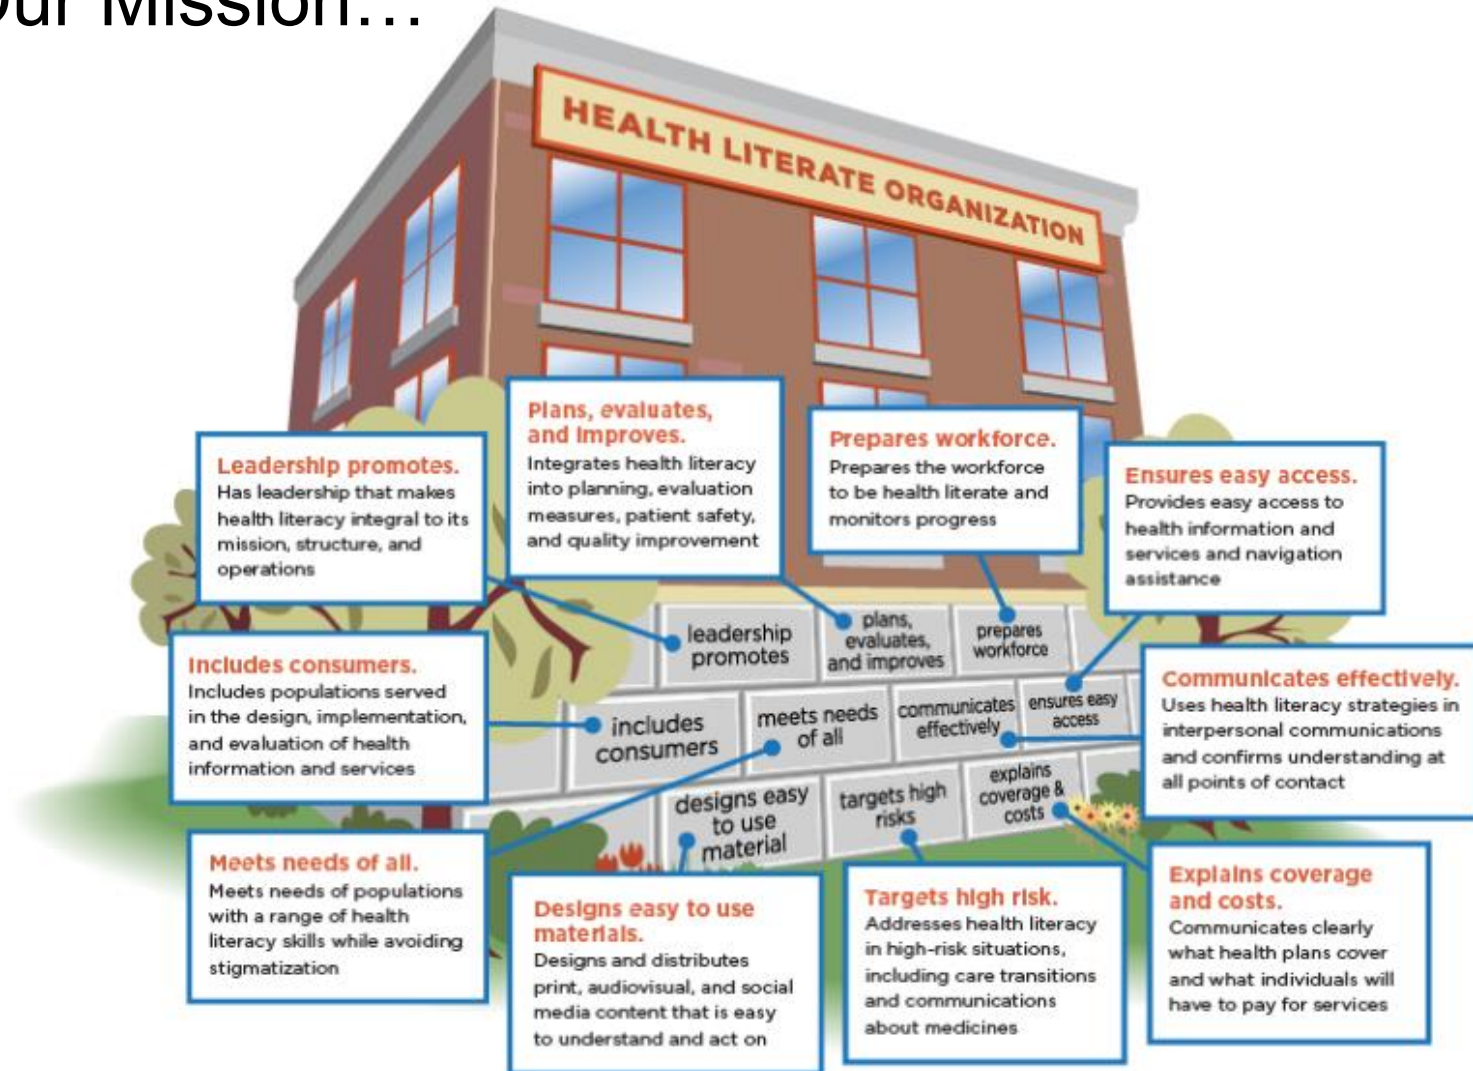 Our Mission...
HEALTH LITERATE ORGANIZATION
Leadership promotes.
Has leadership that makes
health literacy integral to its
mission, structure, and
operations
Plans, evaluates,
and improves.
Integrates health literacy
into planning, evaluation
measures, patient safety,
and quality improvement
Prepares workforce.
Prepares the workforce
to be health literate and
monitors progress
Ensures easy access.
Provides easy access to
health information and
services and navigation
assistance
Includes consumers.
Includes populations served
in the design, implementation,
and evaluation of health
information and services
leadership
promotes
plans,
evaluates,
and improves
prepares
workforce
includes
consumers
meets needs
of all
communicates
effectively
ensures easy
access
designs easy
to use
material
targets high
risks
explains
coverage &
costs
Communicates effectively.
Uses health literacy strategies in
interpersonal communications
and confirms understanding at
all points of contact
Meets needs of all.
Meets needs of populations
with a range of health
literacy skills while avoiding
stigmatization
Designs easy to use
materials.
Designs and distributes
print, audiovisual, and social
media content that is easy
to understand and act on
Targets high risk.
Addresses health literacy
in high-risk situations,
including care transitions
and communications
about medicines
Explains coverage
and costs.
Communicates clearly
what health plans cover
and what individuals will
have to pay for services